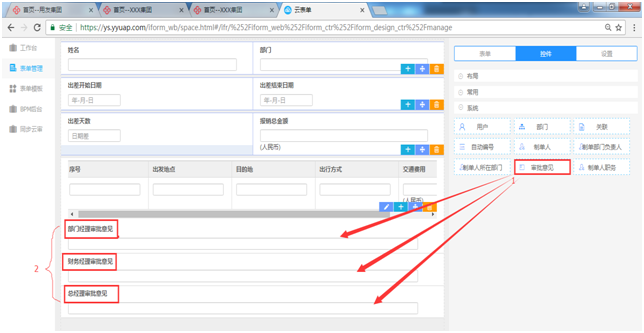 首页--民主集团
首页--XXX集团
首页--XXX集团
云表单
安全 | https://ys.yyuap.com/iform_wb/space.html#/lfr/%252Fiform_web%252Fiform_ctr%252Fiform_design_ctr%252Fmanage
工作台
表单管理
表单模板
BPM后台
同步云审
姓名
部门
出差开始日期
出差结束日期
年-月-日
年-月-日
出差天数
报销总金额
日期差
(人民币)
序号
出发地点
目的地
出行方式
交通费用
(人民币)
部门经理审批意见
财务经理审批意见
总经理审批意见
2
1
表单
控件
设置
布局
常用
系统
用户
部门
关联
自动编号
制单人
制单部门负责人
制单人所在部门
审批意见
制单人职务